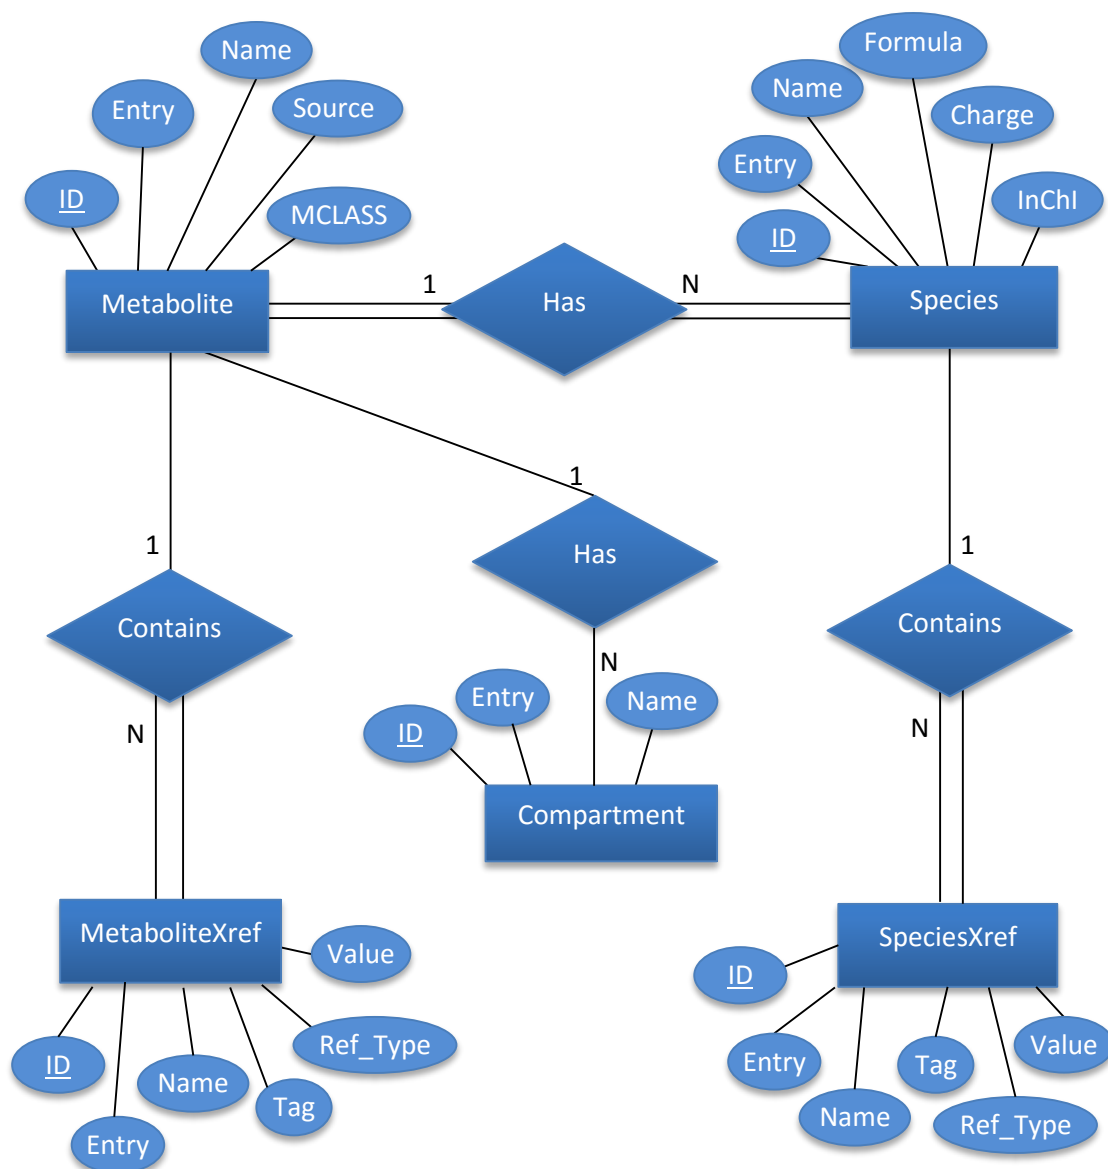 Name
Formula
Name
Entry
Source
Charge
Entry
ID
MCLASS
InChI
ID
Metabolite
1
Has
N
Species
1
Has
1
1
Contains
Contains
N
N
N
Entry
Name
ID
Compartment
MetaboliteXref
Value
SpeciesXref
ID
ID
Name
Ref_Type
Tag
Entry
Entry
Name
Tag
Ref_Type
Value